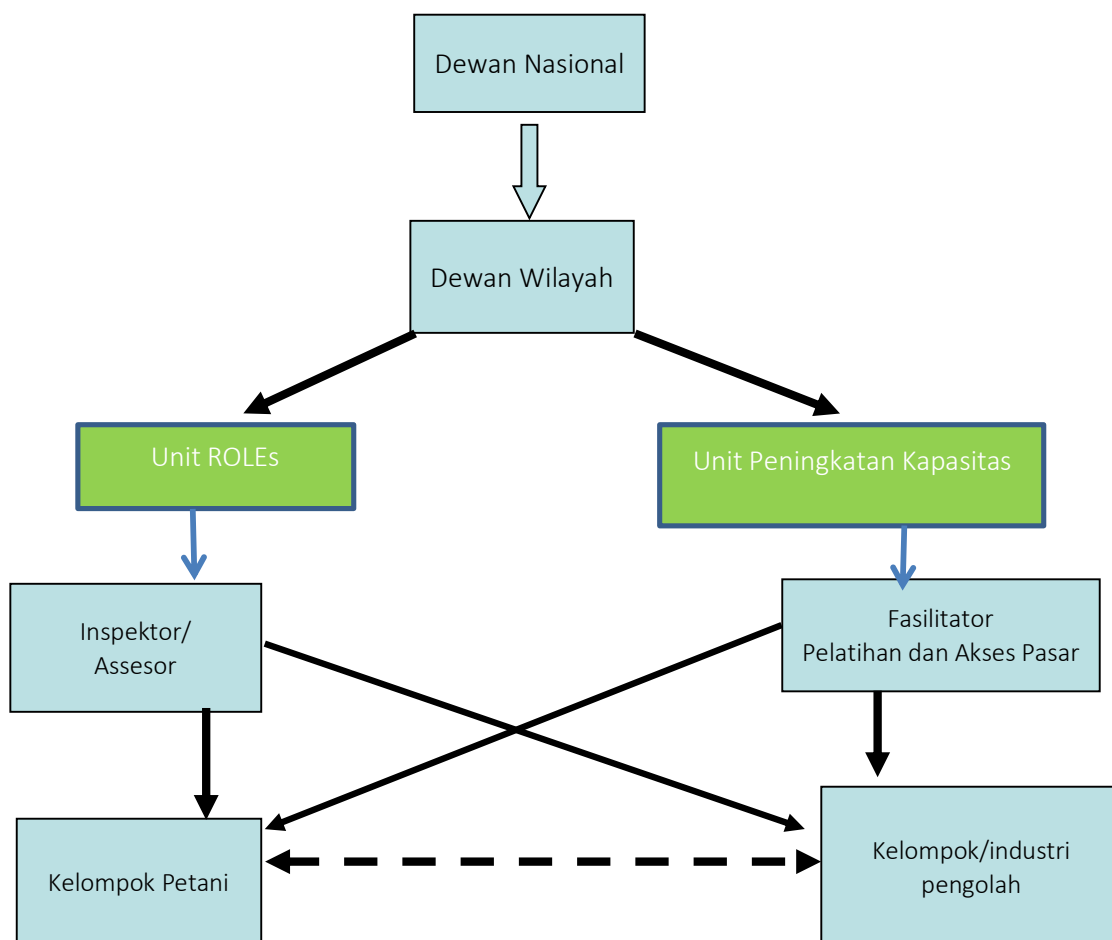 Dewan Nasional
Dewan Wilayah
Unit ROLEs
Unit Peningkatan Kapasitas
Inspektor/
Assesor
Fasilitator
Pelatihan dan Akses Pasar
Kelompok Petani
Kelompok/industri
pengolah